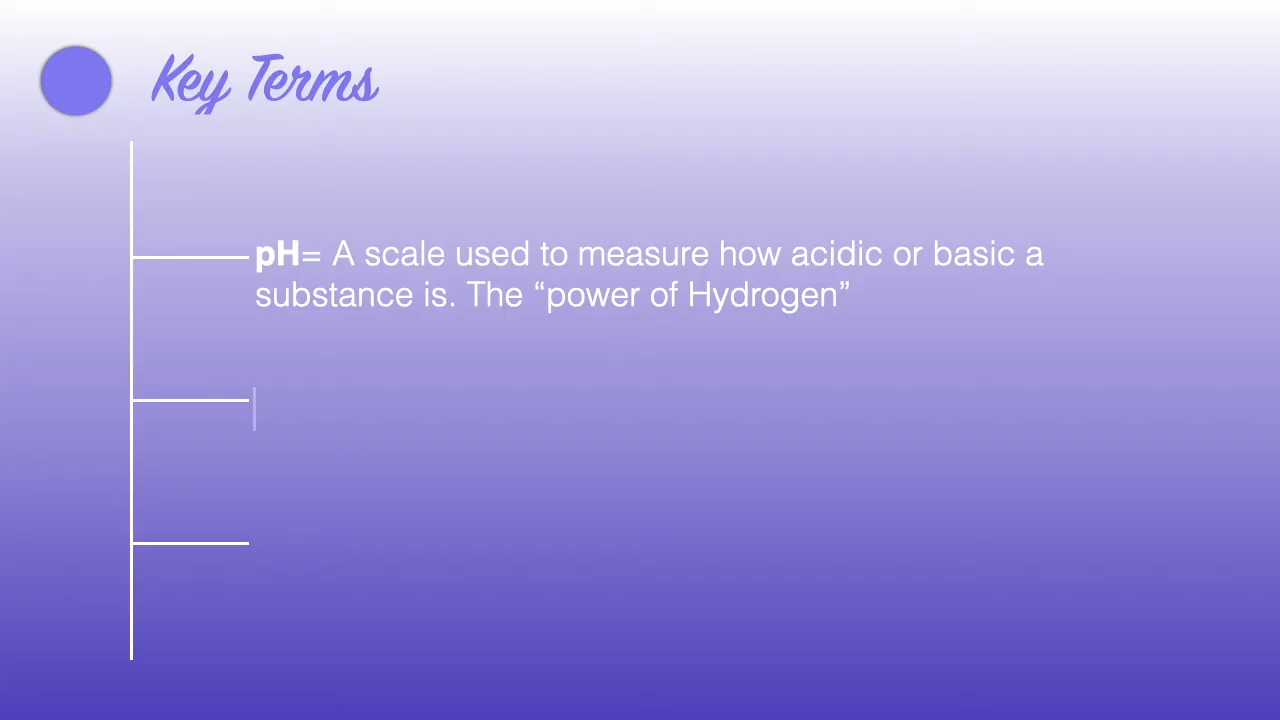 Key Terms
pH= A scale used to measure how acidic or basic a
substance is. The “power of Hydrogen”